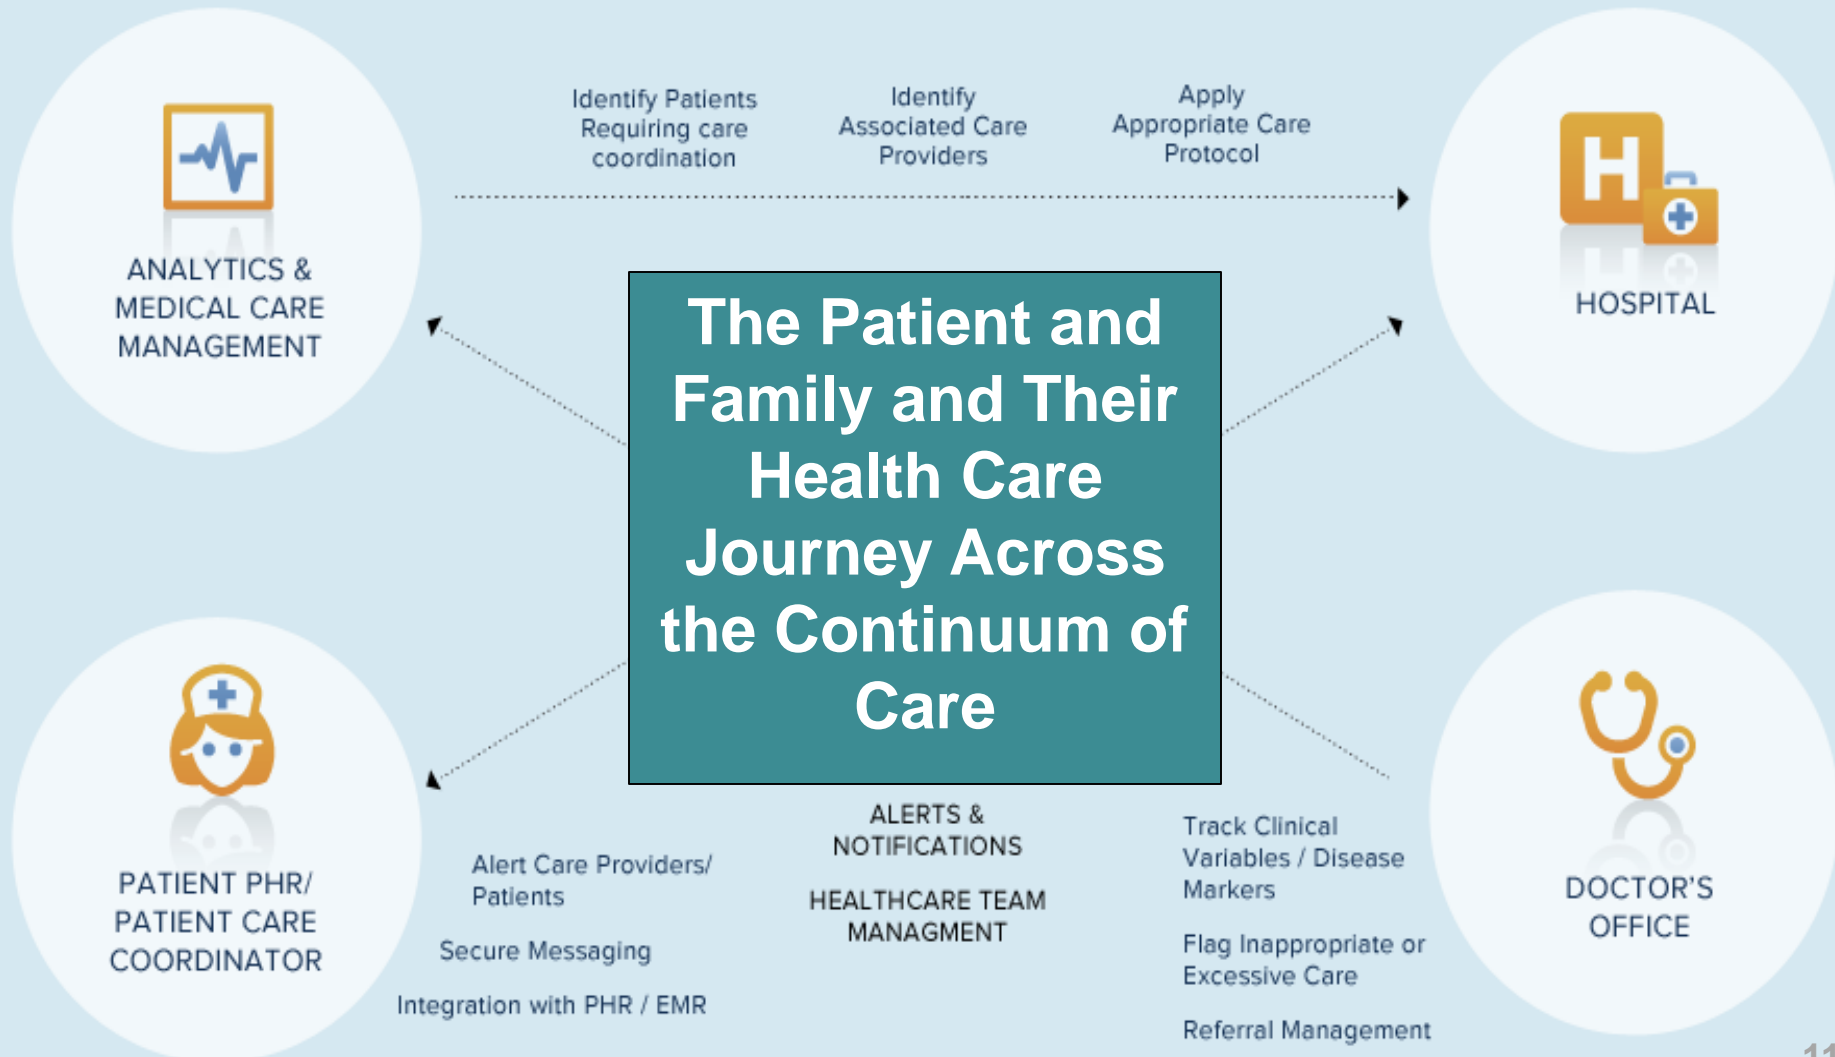 Identify Patients
Requiring care
coordination
Identify
Associated Care
Providers
Apply
Appropriate Care
Protocol
ANALYTICS &
MEDICAL CARE
MANAGEMENT
H
HOSPITAL
The Patient and
Family and Their
Health Care
Journey Across
the Continuum of
Care
PATIENT PHR/
PATIENT CARE
COORDINATOR
Alert Care Providers/
Patients
Secure Messaging
Integration with PHR / EMR
ALERTS &
NOTIFICATIONS
HEALTHCARE TEAM
MANAGMENT
Track Clinical
Variables / Disease
Markers
Flag Inappropriate or
Excessive Care
Referral Management
DOCTOR'S
OFFICE
11